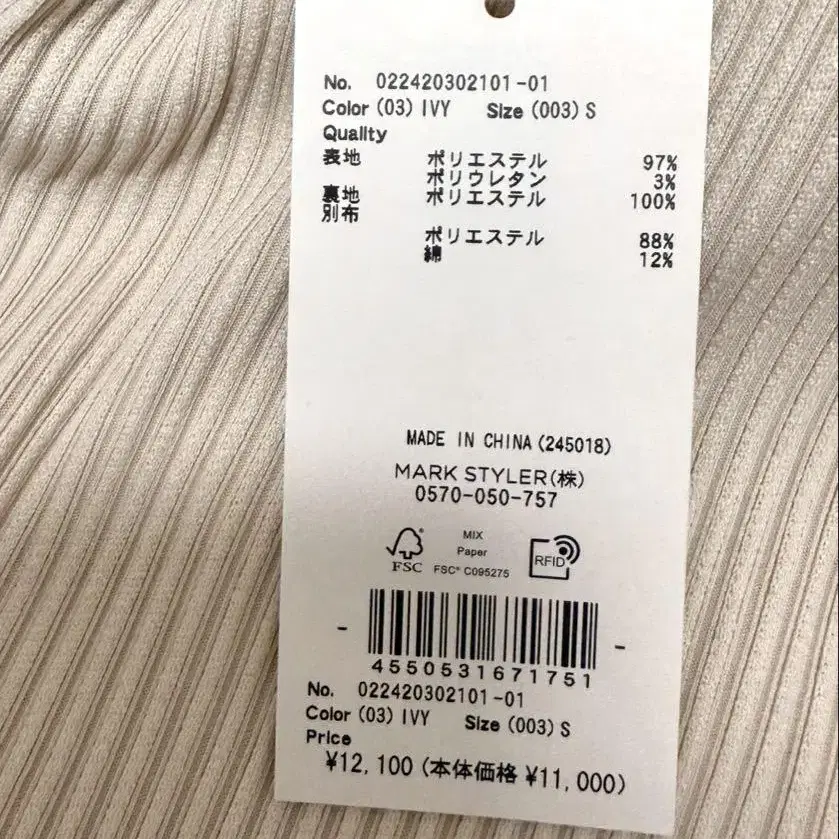 No. 022420302101-01
Color (03) IVY Size (003) S
Quality
表地 ポリエステル 97%
ポリウレタン 3%
裏地 ポリエステル 100%
別布
ポリエステル 88%
綿 12%
MADE IN CHINA (245018)
MARK STYLER(株)
0570-050-757
FSC
MIX
Paper
FSC® C095275
RFID
4550531671751
No. 022420302101-01
Color (03) IVY Size (003) S
Price
¥12,100 (本体価格 ¥11,000)